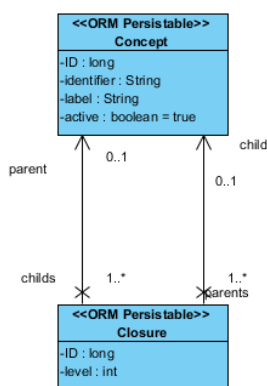 <<ORM Persistable>>
Concept
-ID : long
-identifier : String
-label : String
-active : boolean = true
child
0..1
parent
0..1
childs
1..*
1..*
parents
<<ORM Persistable>>
Closure
-ID : long
-level : int